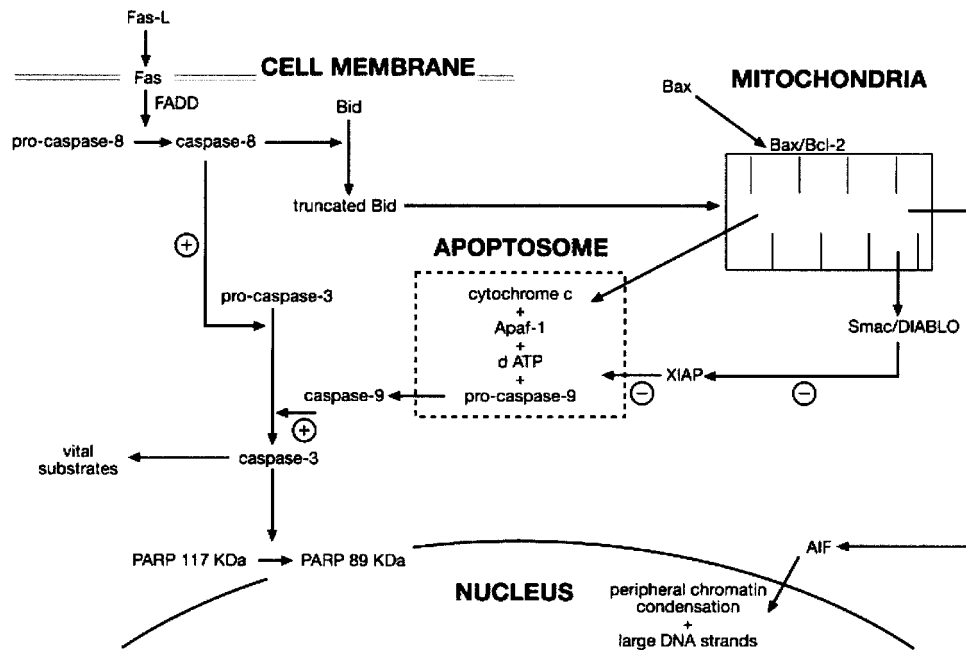 Fas-L
Fas
CELL MEMBRANE
FADD
MITOCHONDRIA
Bax
Bid
Bax/Bcl-2
pro-caspase-8
caspase-8
truncated Bid
+
APOPTOSOME
pro-caspase-3
cytochrome c
+
Apaf-1
+
d ATP
+
pro-caspase-9
Smac/DIABLO
XIAP
−
−
caspase-9
+
vital
substrates
caspase-3
PARP 117 KDa
PARP 89 KDa
AIF
NUCLEUS
peripheral chromatin
condensation
+
large DNA strands